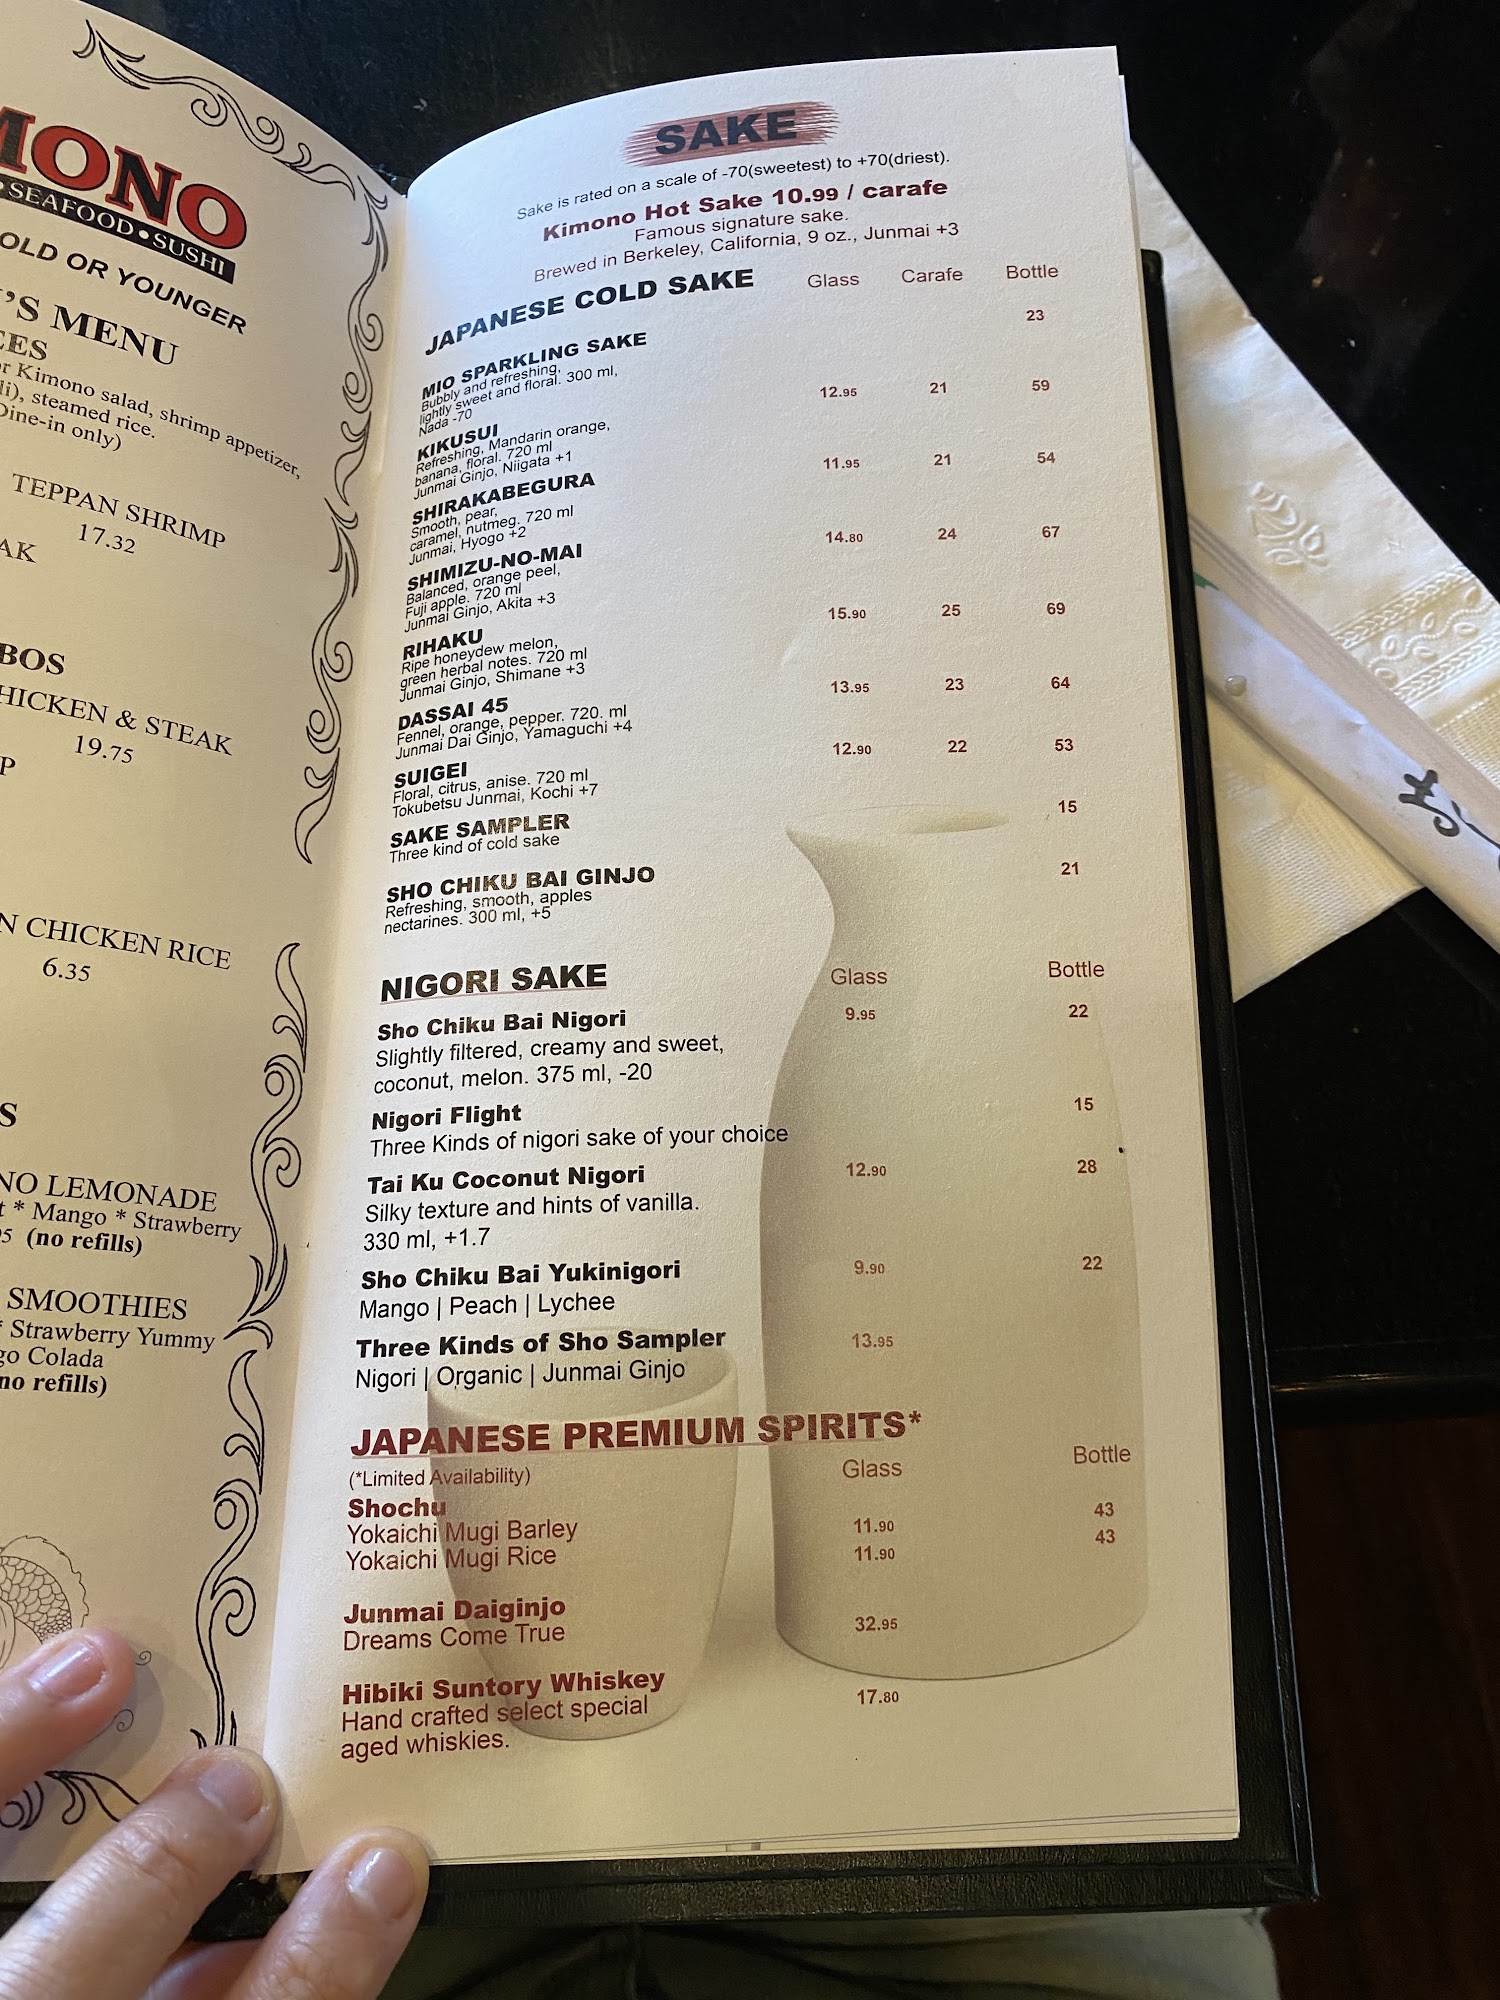 MONO
SEAFOOD • SUSHI
OLD OR YOUNGER
'S MENU
CES
or Kimono salad, shrimp appetizer,
li), steamed rice.
Dine-in only)
TEPPAN SHRIMP
17.32
AK
BOS
HICKEN & STEAK
19.75
P
N CHICKEN RICE
6.35
S
NO LEMONADE
t * Mango * Strawberry
95 (no refills)
SMOOTHIES
* Strawberry Yummy
go Colada
no refills)
SAKE
Sake is rated on a scale of -70(sweetest) to +70(driest).
Kimono Hot Sake 10.99 / carafe
Famous signature sake.
Brewed in Berkeley, California, 9 oz., Junmai +3
JAPANESE COLD SAKE Glass Carafe Bottle
MIO SPARKLING SAKE 23
Bubbly and refreshing,
lightly sweet and floral. 300 ml,
Nada -70
KIKUSUI 12.95 21 59
Refreshing, Mandarin orange,
banana, floral. 720 ml
Junmai Ginjo, Niigata +1
SHIRAKABEGURA 11.95 21 54
Smooth, pear,
caramel, nutmeg. 720 ml
Junmai, Hyogo +2
SHIMIZU-NO-MAI 14.80 24 67
Balanced, orange peel,
Fuji apple. 720 ml
Junmai Ginjo, Akita +3
RIHAKU 15.90 25 69
Ripe honeydew melon,
green herbal notes. 720 ml
Junmai Ginjo, Shimane +3
DASSAI 45 13.95 23 64
Fennel, orange, pepper. 720. ml
Junmai Dai Ginjo, Yamaguchi +4
SUIGEI 12.90 22 53
Floral, citrus, anise. 720 ml
Tokubetsu Junmai, Kochi +7
SAKE SAMPLER 15
Three kind of cold sake
SHO CHIKU BAI GINJO 21
Refreshing, smooth, apples
nectarines. 300 ml, +5
NIGORI SAKE Glass Bottle
Sho Chiku Bai Nigori 9.95 22
Slightly filtered, creamy and sweet,
coconut, melon. 375 ml, -20
Nigori Flight 15
Three Kinds of nigori sake of your choice
Tai Ku Coconut Nigori 12.90 28
Silky texture and hints of vanilla.
330 ml, +1.7
Sho Chiku Bai Yukinigori 9.90 22
Mango | Peach | Lychee
Three Kinds of Sho Sampler 13.95
Nigori | Organic | Junmai Ginjo
JAPANESE PREMIUM SPIRITS*
(*Limited Availability) Glass Bottle
Shochu
Yokaichi Mugi Barley 11.90 43
Yokaichi Mugi Rice 11.90 43
Junmai Daiginjo
Dreams Come True 32.95
Hibiki Suntory Whiskey 17.80
Hand crafted select special
aged whiskies.